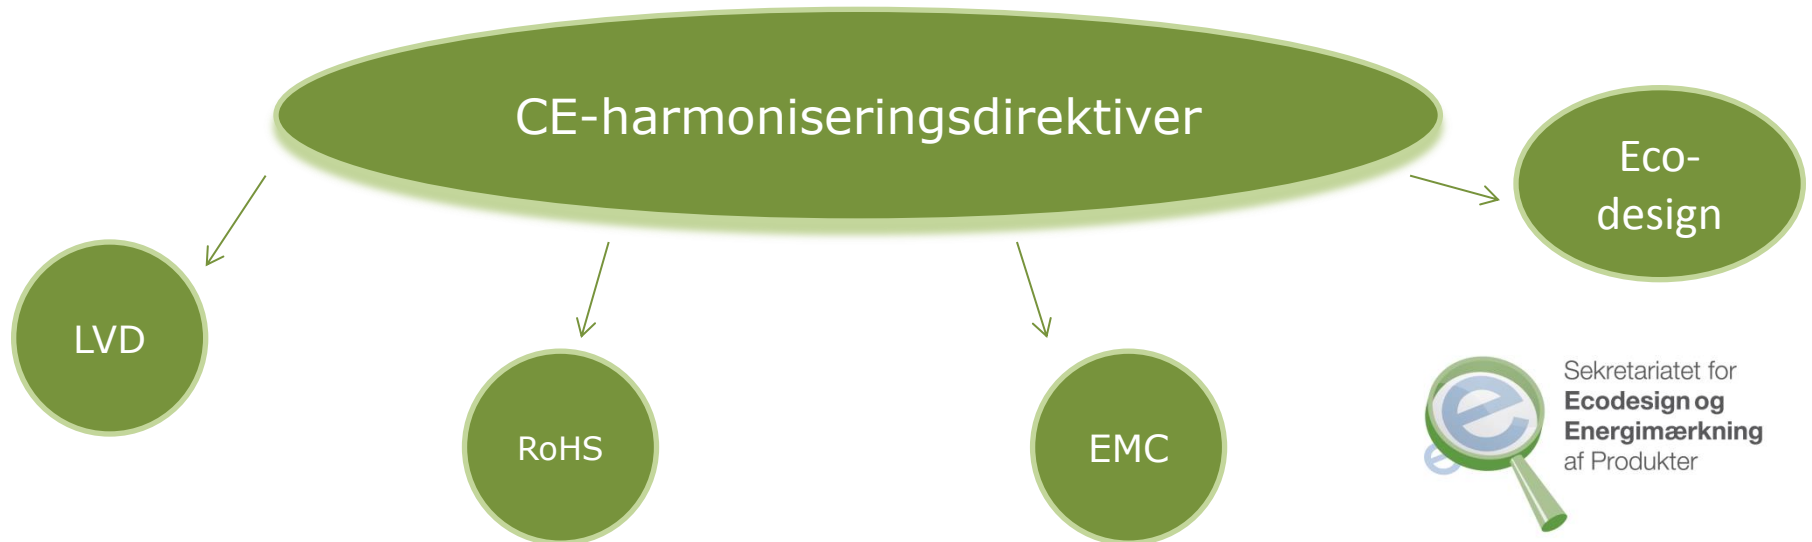 CE-harmoniseringsdirektiver
Eco-
design
LVD
RoHS
EMC
Sekretariatet for
Ecodesign og
Energimærkning
af Produkter